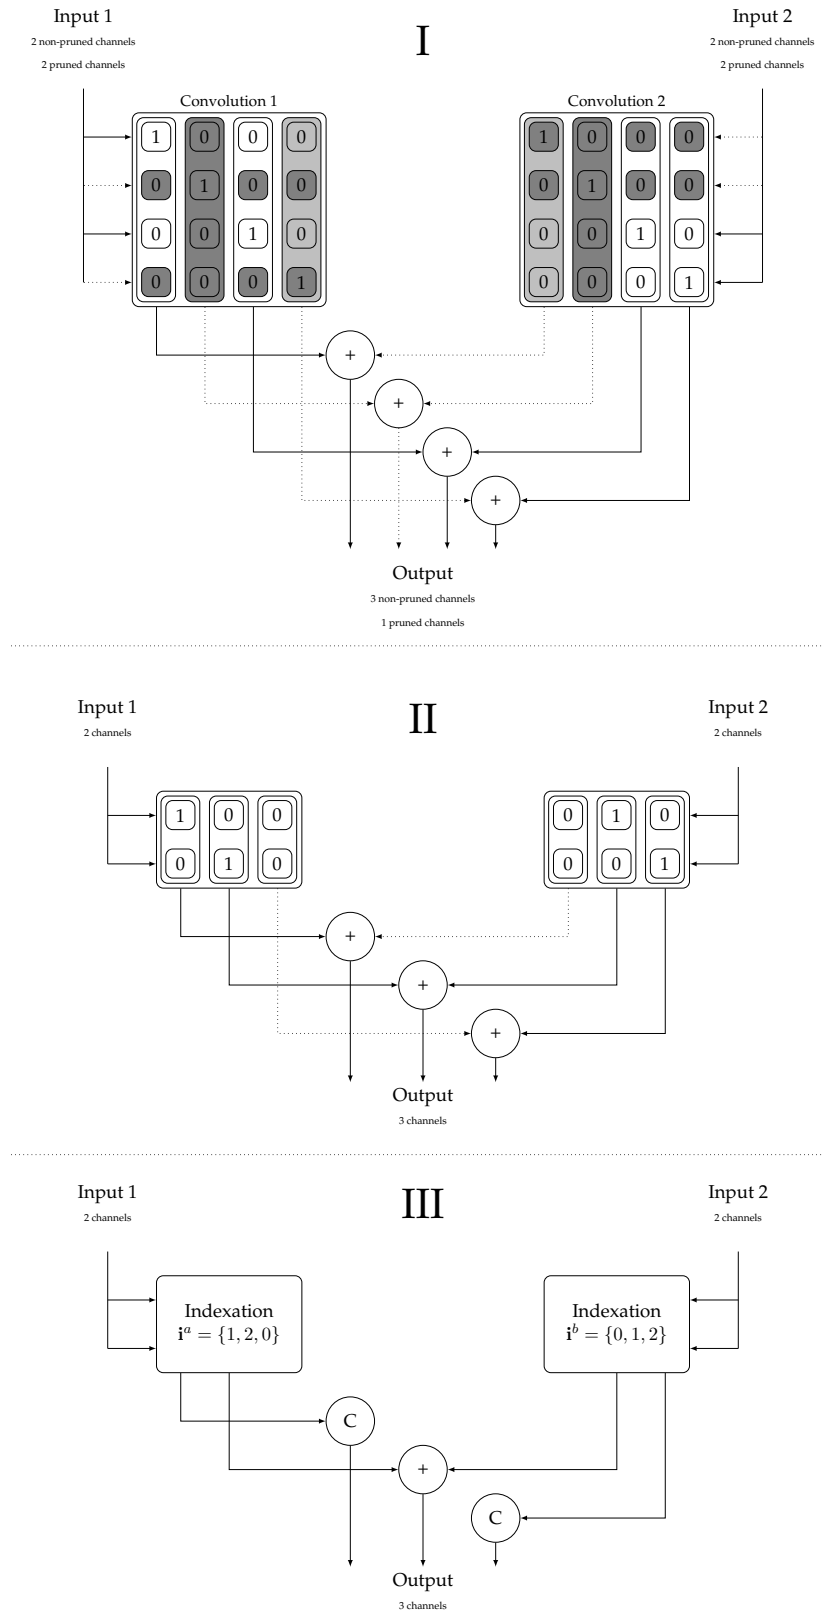 Input 1
2 non-pruned channels
2 pruned channels
I
Input 2
2 non-pruned channels
2 pruned channels
Convolution 1
1 0 0 0
0 1 0 0
0 0 1 0
0 0 0 1
Convolution 2
1 0 0 0
0 1 0 0
0 0 1 0
0 0 0 1
+
+
+
+
Output
3 non-pruned channels
1 pruned channels
Input 1
2 channels
II
Input 2
2 channels
1 0 0
0 1 0
0 1 0
0 0 1
+
+
+
Output
3 channels
Input 1
2 channels
III
Input 2
2 channels
Indexation
i^a = {1, 2, 0}
Indexation
i^b = {0, 1, 2}
C
+
C
Output
3 channels